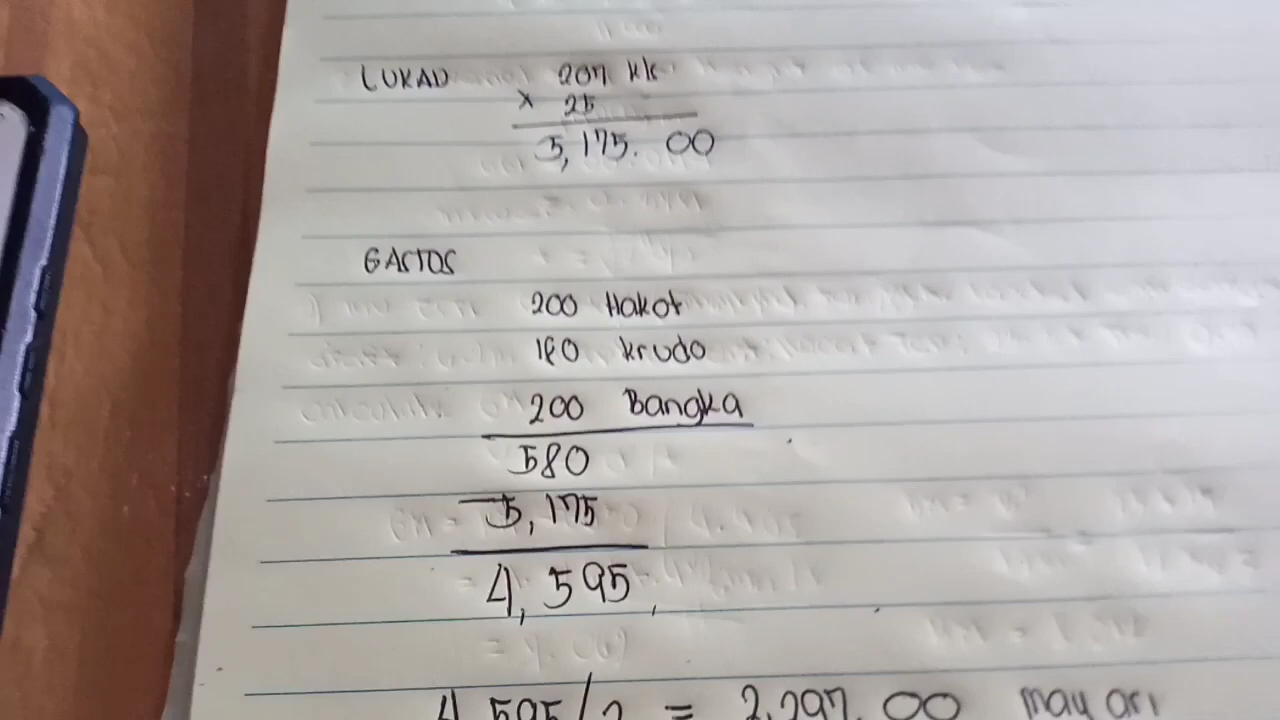 LUKAD 207 kls
x 25
5,175.00
GASTOS
200 Hakot
180 krudo
200 Bangka
580
- 5,175
4,595
4,595/2 = 2,297.00 may ari